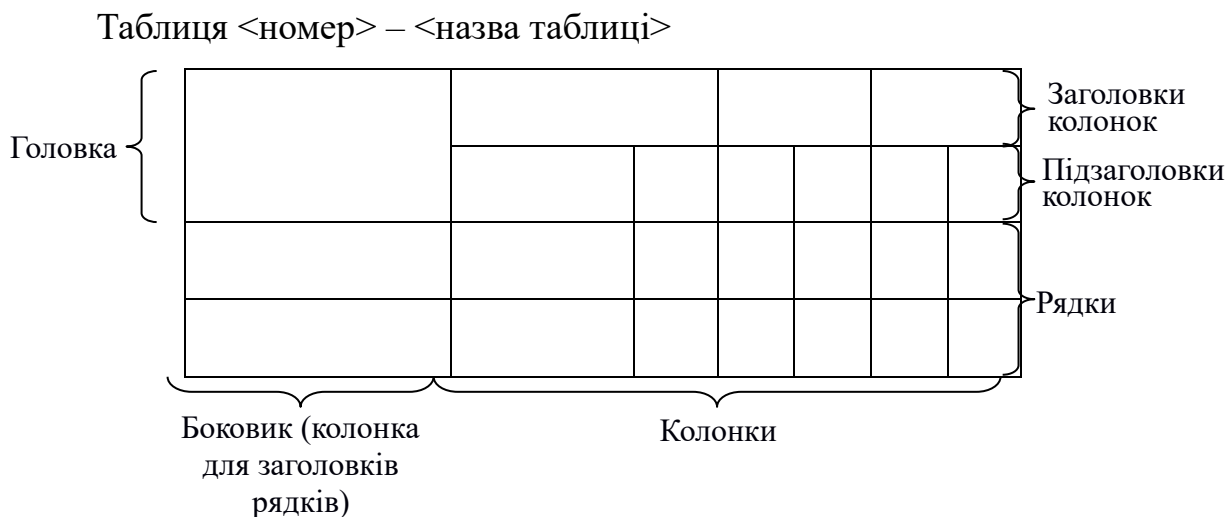 Таблиця <номер> – <назва таблиці>
Заголовки
колонок
Головка
Підзаголовки
колонок
Рядки
Боковик (колонка
для заголовків
рядків)
Колонки